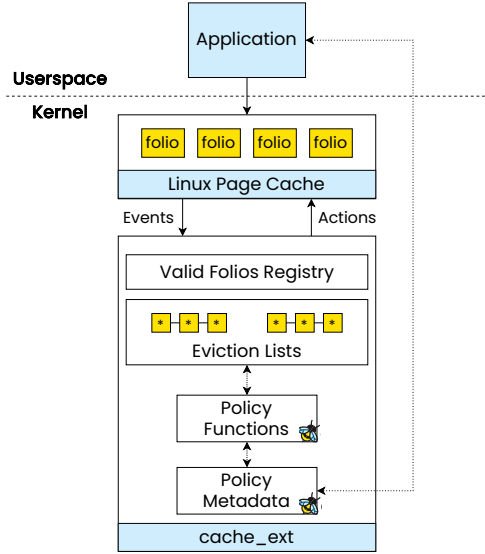 Application
Userspace
Kernel
folio folio folio folio
Linux Page Cache
Events Actions
Valid Folios Registry
* * * * * *
Eviction Lists
Policy
Functions
Policy
Metadata
cache_ext